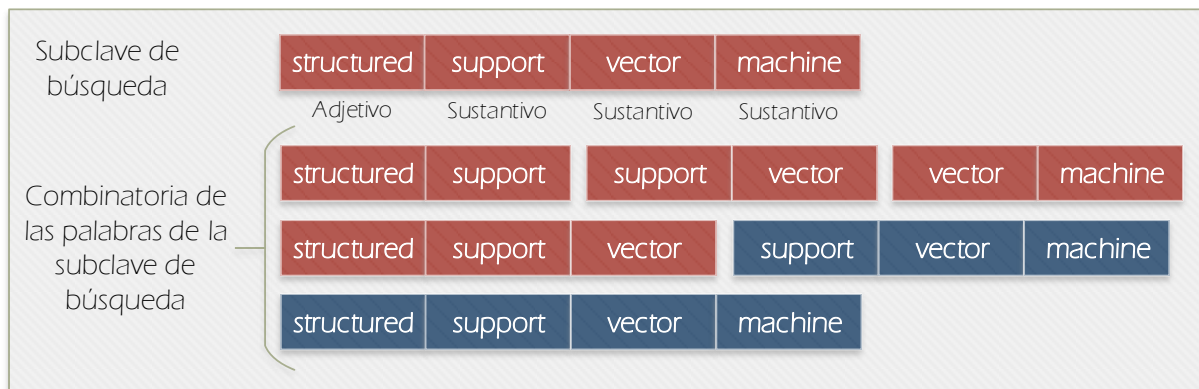 Subclave de
búsqueda
structured support vector machine
Adjetivo Sustantivo Sustantivo Sustantivo
Combinatoria de
las palabras de la
subclave de
búsqueda
structured support support vector vector machine
structured support vector support vector machine
structured support vector machine